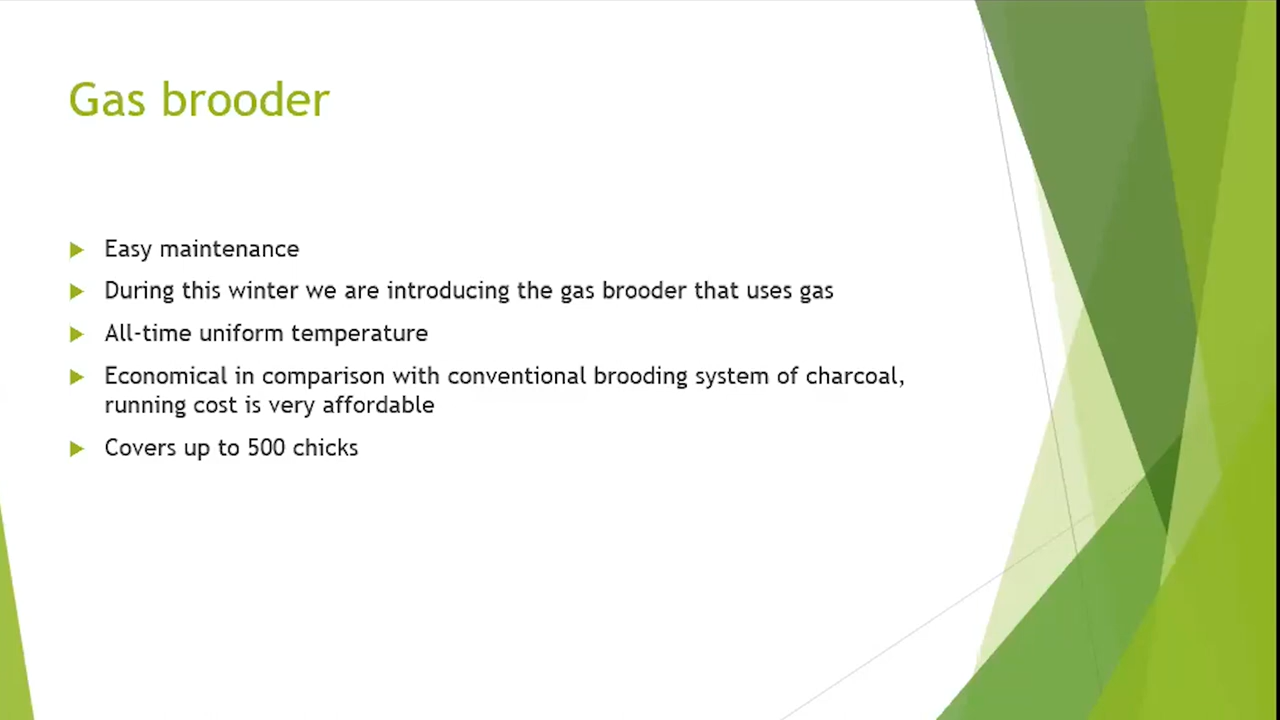 Gas brooder
Easy maintenance
During this winter we are introducing the gas brooder that uses gas
All-time uniform temperature
Economical in comparison with conventional brooding system of charcoal,
running cost is very affordable
Covers up to 500 chicks